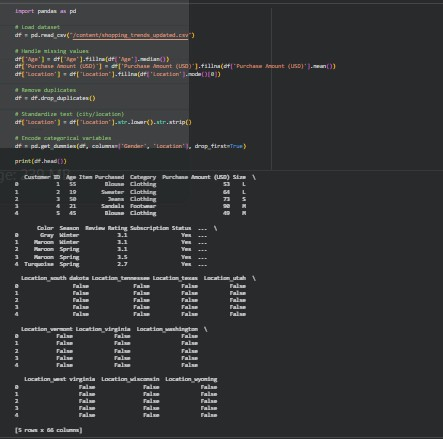 import pandas as pd
# Load dataset
df = pd.read_csv("/content/shopping_trends_updated.csv")
# Handle missing values
df['Age'] = df['Age'].fillna(df['Age'].median())
df['Purchase Amount (USD)'] = df['Purchase Amount (USD)'].fillna(df['Purchase Amount (USD)'].mean())
df['Location'] = df['Location'].fillna(df['Location'].mode()[0])
# Remove duplicates
df = df.drop_duplicates()
# Standardize text (city/location)
df['Location'] = df['Location'].str.lower().str.strip()
# Encode categorical variables
df = pd.get_dummies(df, columns=['Gender', 'Location'], drop_first=True)
print(df.head())
Customer ID Age Item Purchased Category Purchase Amount (USD) Size \
0 1 55 Blouse Clothing 53 L
1 2 19 Sweater Clothing 64 L
2 3 50 Jeans Clothing 73 S
3 4 21 Sandals Footwear 90 M
4 5 45 Blouse Clothing 49 M
Color Season Review Rating Subscription Status ... \
0 Gray Winter 3.1 Yes ...
1 Maroon Winter 3.1 Yes ...
2 Maroon Spring 3.1 Yes ...
3 Maroon Spring 3.5 Yes ...
4 Turquoise Spring 2.7 Yes ...
Location_south dakota Location_tennessee Location_texas Location_utah \
0 False False False False
1 False False False False
2 False False False False
3 False False False False
4 False False False False
Location_vermont Location_virginia Location_washington \
0 False False False
1 False False False
2 False False False
3 False False False
4 False False False
Location_west virginia Location_wisconsin Location_wyoming
0 False False False
1 False False False
2 False False False
3 False False False
4 False False False
[5 rows x 66 columns]